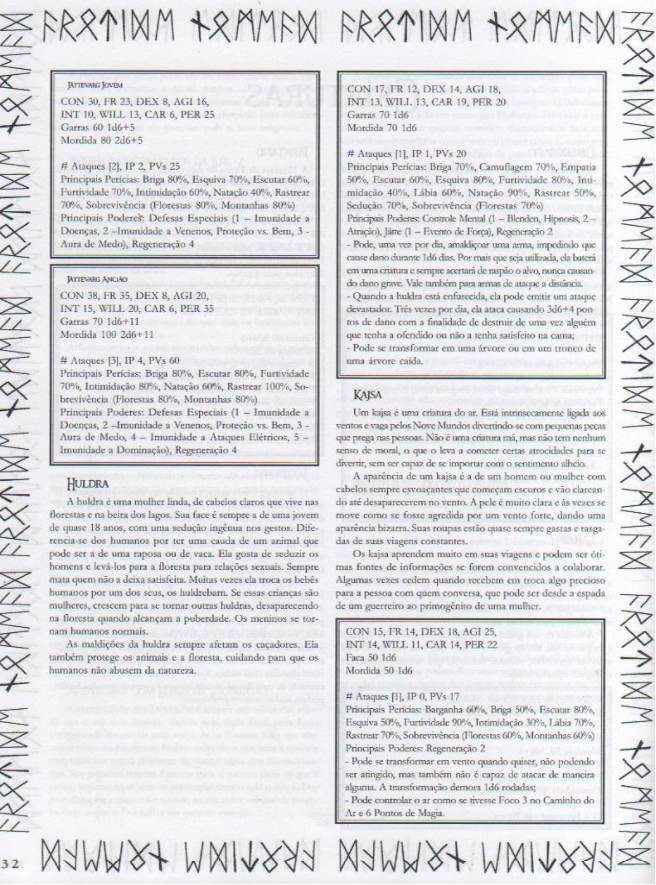 Jättevarg Jovem
CON 30, FR 23, DEX 8, AGI 16,
INT 10, WILL 13, CAR 6, PER 25
Garras 60 1d6+5
Mordida 80 2d6+5
# Ataques [2], IP 2, PVs 25
Principais Perícias: Briga 80%, Esquiva 70%, Escutar 60%,
Furtividade 70%, Intimidação 60%, Natação 40%, Rastrear
70%, Sobrevivência (Florestas 80%, Montanhas 80%)
Principais Poderes: Defesas Especiais (1 – Imunidade a
Doenças, 2 –Imunidade a Venenos, Proteção vs. Bem, 3 -
Aura de Medo), Regeneração 4
Jättevarg Ancião
CON 38, FR 35, DEX 8, AGI 20,
INT 15, WILL 20, CAR 6, PER 35
Garras 70 1d6+11
Mordida 100 2d6+11
# Ataques [3], IP 4, PVs 60
Principais Perícias: Briga 80%, Escutar 80%, Furtividade
70%, Intimidação 80%, Natação 60%, Rastrear 100%, So-
brevivência (Florestas 80%, Montanhas 80%)
Principais Poderes: Defesas Especiais (1 – Imunidade a
Doenças, 2 –Imunidade a Venenos, Proteção vs. Bem, 3 -
Aura de Medo, 4 – Imunidade a Ataques Elétricos, 5 –
Imunidade a Dominação), Regeneração 4
Huldra
A huldra é uma mulher linda, de cabelos claros que vive nas
florestas e na beira dos lagos. Sua face é sempre a de uma jovem
de quase 18 anos, com uma sedução ingênua nos gestos. Dife-
rencia-se dos humanos por ter uma cauda de um animal que
pode ser a de uma raposa ou de vaca. Ela gosta de seduzir os
homens e levá-los para a floresta para relações sexuais. Sempre
mata quem não a deixa satisfeita. Muitas vezes ela troca os bebês
humanos por um dos seus, os huldrebarn. Se essas crianças são
mulheres, crescem para se tornar outras huldras, desaparecendo
na floresta quando alcançam a puberdade. Os meninos se tor-
nam humanos normais.
As maldições da huldra sempre afetam os caçadores. Ela
também protege os animais e a floresta, cuidando para que os
humanos não abusem da natureza.
32
CON 17, FR 12, DEX 14, AGI 18,
INT 13, WILL 13, CAR 19, PER 20
Garras 70 1d6
Mordida 70 1d6
# Ataques [1], IP 1, PVs 20
Principais Perícias: Briga 70%, Camuflagem 70%, Empatia
50%, Escutar 60%, Esquiva 80%, Furtividade 80%, Inti-
midação 40%, Lábia 60%, Natação 90%, Rastrear 50%,
Sedução 70%, Sobrevivência (Florestas 70%)
Principais Poderes: Controle Mental (1 – Blenden, Hipnosis, 2 –
Atração), Järte (1 – Evento de Força), Regeneração 2
- Pode, uma vez por dia, amaldiçoar uma arma, impedindo que
cause dano durante 1d6 dias. Por mais que seja utilizada, ela baterá
em uma criatura e sempre acertará de raspão o alvo, nunca causan-
do dano grave. Vale também para armas de ataque a distância.
- Quando a huldra está enfurecida, ela pode emitir um ataque
devastador. Três vezes por dia, ela ataca causando 3d6+4 pon-
tos de dano com a finalidade de destruir de uma vez alguém
que tenha a ofendido ou não a tenha satisfeito na cama;
- Pode se transformar em uma árvore ou em um tronco de
uma árvore caída.
Kajsa
Um kajsa é uma criatura do ar. Está intrinsecamente ligada aos
ventos e vaga pelos Nove Mundos divertindo-se com pequenas peças
que prega nas pessoas. Não é uma criatura má, mas não tem nenhum
senso de moral, o que o leva a cometer certas atrocidades para se
divertir, sem ser capaz de se importar com o sentimento alheio.
A aparência de um kajsa é a de um homem ou mulher com
cabelos sempre esvoaçantes que começam escuros e vão clarean-
do até desaparecerem no vento. A pele é muito clara e às vezes se
move como se fosse agredida por um vento forte, dando uma
aparência bizarra. Suas roupas estão quase sempre gastas e rasga-
das de suas viagens constantes.
Os kajsa aprendem muito em suas viagens e podem ser óti-
mas fontes de informações se forem convencidos a colaborar.
Algumas vezes cedem quando recebem em troca algo precioso
para a pessoa com quem conversa, que pode ser desde a espada
de um guerreiro ao primogênito de uma mulher.
CON 15, FR 14, DEX 18, AGI 25,
INT 14, WILL 11, CAR 14, PER 22
Faca 50 1d6
Mordida 50 1d6
# Ataques [1], IP 0, PVs 17
Principais Perícias: Barganha 60%, Briga 50%, Escutar 80%,
Esquiva 50%, Furtividade 90%, Intimidação 30%, Lábia 70%,
Rastrear 70%, Sobrevivência (Florestas 60%, Montanhas 60%)
Principais Poderes: Regeneração 2
- Pode se transformar em vento quando quiser, não podendo
ser atingido, mas também não é capaz de atacar de maneira
alguma. A transformação demora 1d6 rodadas;
- Pode controlar o ar como se tivesse Foco 3 no Caminho do
Ar e 6 Pontos de Magia.